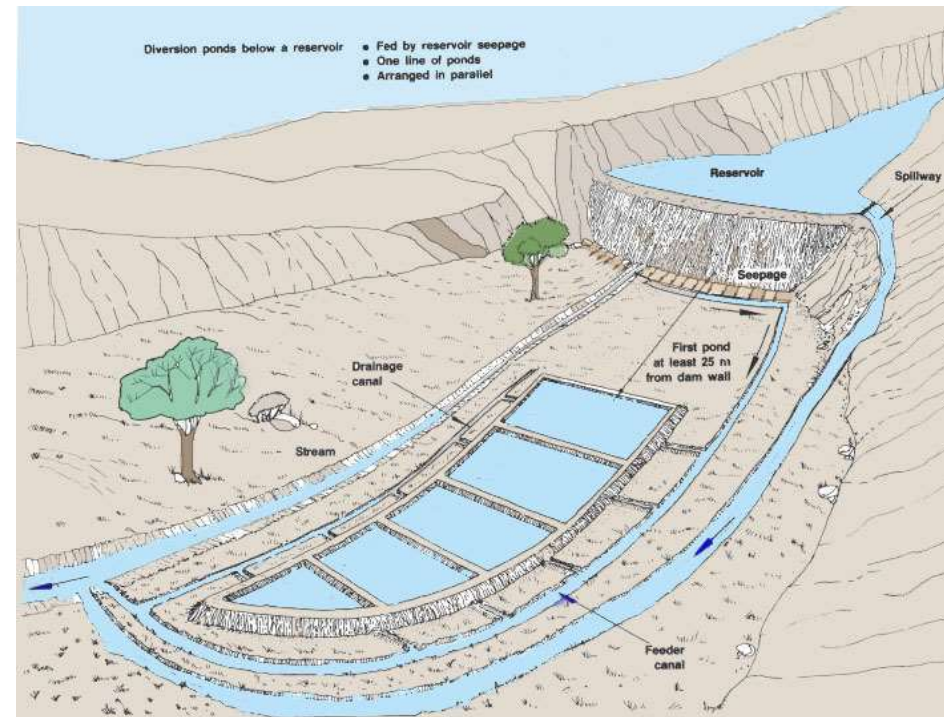 Diversion ponds below a reservoir
• Fed by reservoir seepage
• One line of ponds
• Arranged in parallel
Reservoir
Spillway
Seepage
First pond
at least 25 m
from dam wall
Drainage
canal
Stream
Feeder
canal